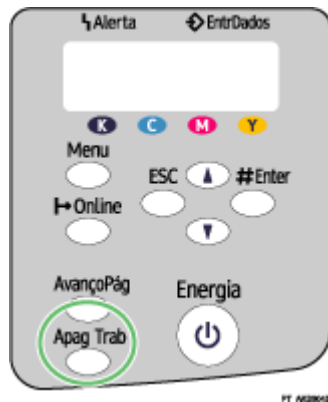 Alerta EntrDados
K C M Y
Menu
ESC #Enter
Online
AvançoPág Energia
Apag Trab